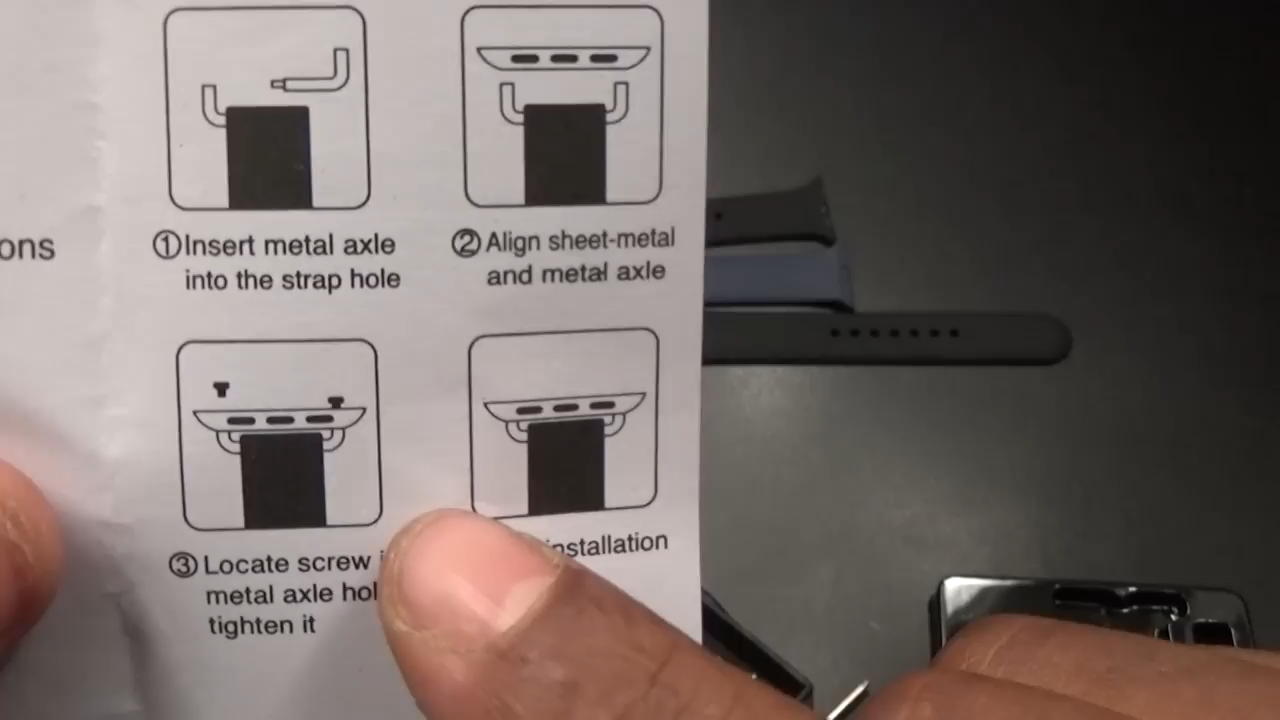 ons
①Insert metal axle
into the strap hole
②Align sheet-metal
and metal axle
③Locate screw
metal axle
tighten it
installation